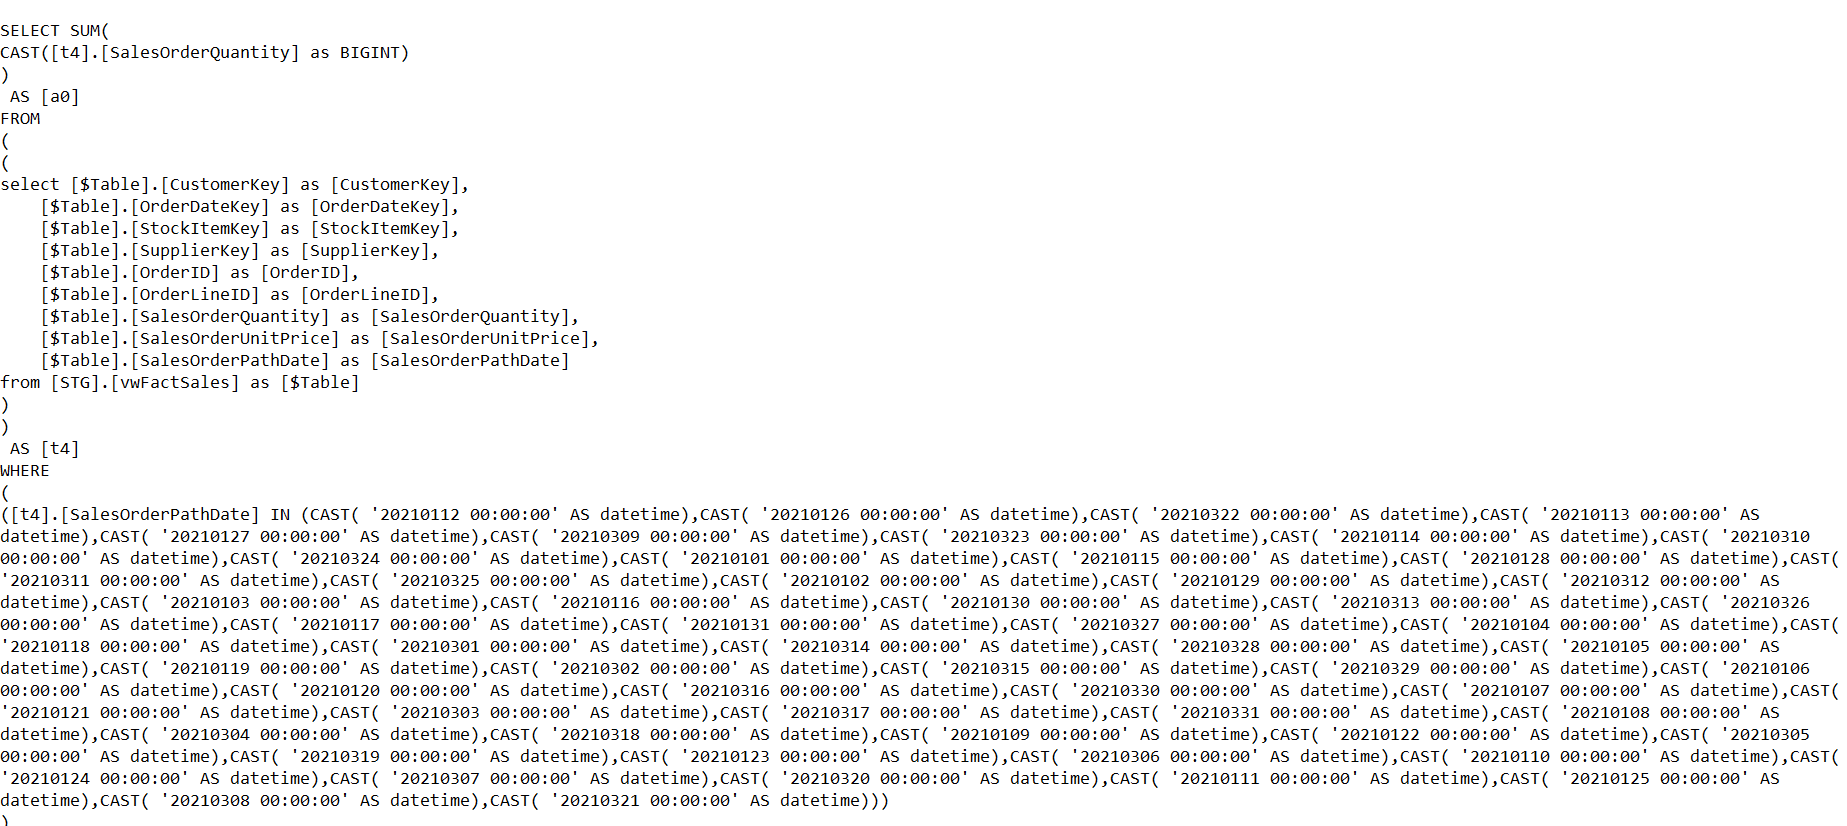 SELECT SUM(
CAST([t4].[SalesOrderQuantity] as BIGINT)
)
 AS [a0]
FROM
(
(
select [$Table].[CustomerKey] as [CustomerKey],
    [$Table].[OrderDateKey] as [OrderDateKey],
    [$Table].[StockItemKey] as [StockItemKey],
    [$Table].[SupplierKey] as [SupplierKey],
    [$Table].[OrderID] as [OrderID],
    [$Table].[OrderLineID] as [OrderLineID],
    [$Table].[SalesOrderQuantity] as [SalesOrderQuantity],
    [$Table].[SalesOrderUnitPrice] as [SalesOrderUnitPrice],
    [$Table].[SalesOrderPathDate] as [SalesOrderPathDate]
from [STG].[vwFactSales] as [$Table]
)
)
 AS [t4]
WHERE
(
([t4].[SalesOrderPathDate] IN (CAST( '20210112 00:00:00' AS datetime),CAST( '20210126 00:00:00' AS datetime),CAST( '20210322 00:00:00' AS datetime),CAST( '20210113 00:00:00' AS
datetime),CAST( '20210127 00:00:00' AS datetime),CAST( '20210309 00:00:00' AS datetime),CAST( '20210323 00:00:00' AS datetime),CAST( '20210114 00:00:00' AS datetime),CAST( '20210310
00:00:00' AS datetime),CAST( '20210324 00:00:00' AS datetime),CAST( '20210101 00:00:00' AS datetime),CAST( '20210115 00:00:00' AS datetime),CAST( '20210128 00:00:00' AS datetime),CAST(
'20210311 00:00:00' AS datetime),CAST( '20210325 00:00:00' AS datetime),CAST( '20210102 00:00:00' AS datetime),CAST( '20210129 00:00:00' AS datetime),CAST( '20210312 00:00:00' AS
datetime),CAST( '20210103 00:00:00' AS datetime),CAST( '20210116 00:00:00' AS datetime),CAST( '20210130 00:00:00' AS datetime),CAST( '20210313 00:00:00' AS datetime),CAST( '20210326
00:00:00' AS datetime),CAST( '20210117 00:00:00' AS datetime),CAST( '20210131 00:00:00' AS datetime),CAST( '20210327 00:00:00' AS datetime),CAST( '20210104 00:00:00' AS datetime),CAST(
'20210118 00:00:00' AS datetime),CAST( '20210301 00:00:00' AS datetime),CAST( '20210314 00:00:00' AS datetime),CAST( '20210328 00:00:00' AS datetime),CAST( '20210105 00:00:00' AS
datetime),CAST( '20210119 00:00:00' AS datetime),CAST( '20210302 00:00:00' AS datetime),CAST( '20210315 00:00:00' AS datetime),CAST( '20210329 00:00:00' AS datetime),CAST( '20210106
00:00:00' AS datetime),CAST( '20210120 00:00:00' AS datetime),CAST( '20210316 00:00:00' AS datetime),CAST( '20210330 00:00:00' AS datetime),CAST( '20210107 00:00:00' AS datetime),CAST(
'20210121 00:00:00' AS datetime),CAST( '20210303 00:00:00' AS datetime),CAST( '20210317 00:00:00' AS datetime),CAST( '20210331 00:00:00' AS datetime),CAST( '20210108 00:00:00' AS
datetime),CAST( '20210304 00:00:00' AS datetime),CAST( '20210318 00:00:00' AS datetime),CAST( '20210109 00:00:00' AS datetime),CAST( '20210122 00:00:00' AS datetime),CAST( '20210305
00:00:00' AS datetime),CAST( '20210319 00:00:00' AS datetime),CAST( '20210123 00:00:00' AS datetime),CAST( '20210306 00:00:00' AS datetime),CAST( '20210110 00:00:00' AS datetime),CAST(
'20210124 00:00:00' AS datetime),CAST( '20210307 00:00:00' AS datetime),CAST( '20210320 00:00:00' AS datetime),CAST( '20210111 00:00:00' AS datetime),CAST( '20210125 00:00:00' AS
datetime),CAST( '20210308 00:00:00' AS datetime),CAST( '20210321 00:00:00' AS datetime)))
)